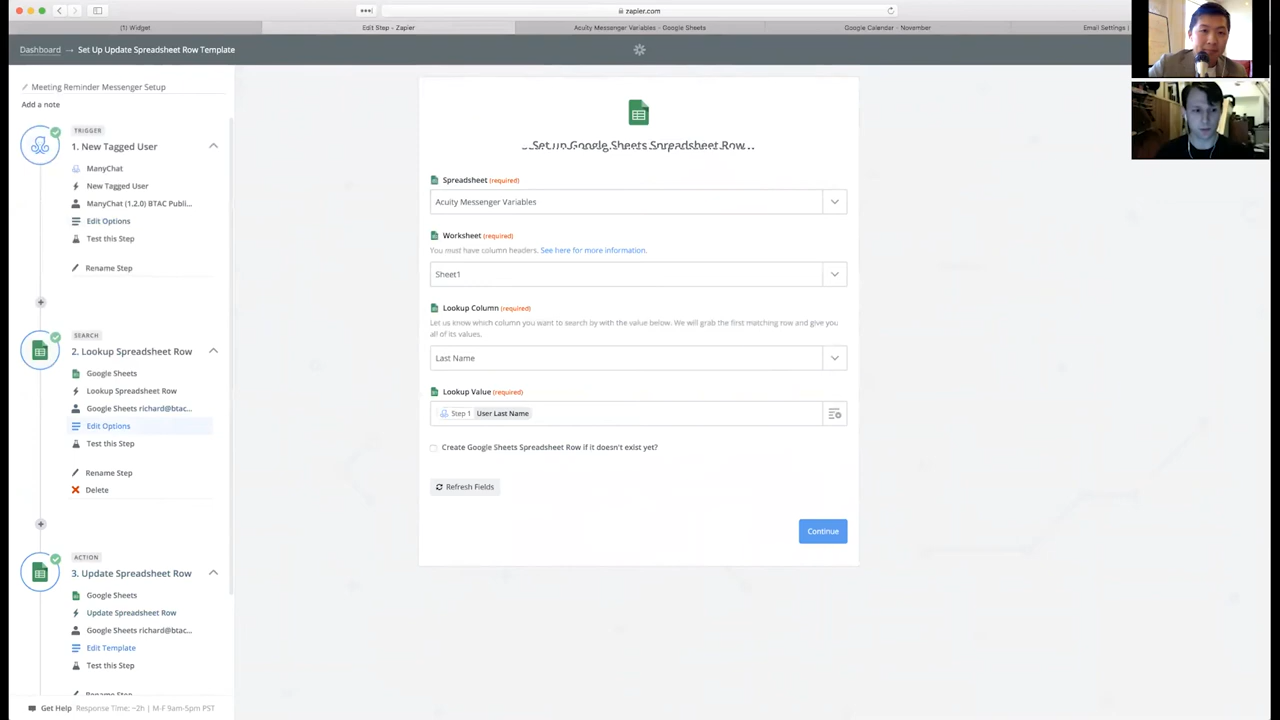 zapier.com
(1) Widget
Edit Step - Zapier
Acuity Messenger Variables - Google Sheets
Google Calendar - November
Email Settings |
Dashboard → Set Up Update Spreadsheet Row Template
Meeting Reminder Messenger Setup
Add a note
TRIGGER
1. New Tagged User
ManyChat
New Tagged User
ManyChat (1.2.0) BTAC Publi...
Edit Options
Test this Step
Rename Step
SEARCH
2. Lookup Spreadsheet Row
Google Sheets
Lookup Spreadsheet Row
Google Sheets richard@btac...
Edit Options
Test this Step
Rename Step
Delete
ACTION
3. Update Spreadsheet Row
Google Sheets
Update Spreadsheet Row
Google Sheets richard@btac...
Edit Template
Test this Step
Rename Step
Get Help Response Time: ~2h | M-F 9am-5pm PST
Set up Google Sheets Spreadsheet Row
Spreadsheet (required)
Acuity Messenger Variables
Worksheet (required)
You must have column headers. See here for more information.
Sheet1
Lookup Column (required)
Let us know which column you want to search by with the value below. We will grab the first matching row and give you
all of its values.
Last Name
Lookup Value (required)
Step 1 User Last Name
Create Google Sheets Spreadsheet Row if it doesn't exist yet?
Refresh Fields
Continue